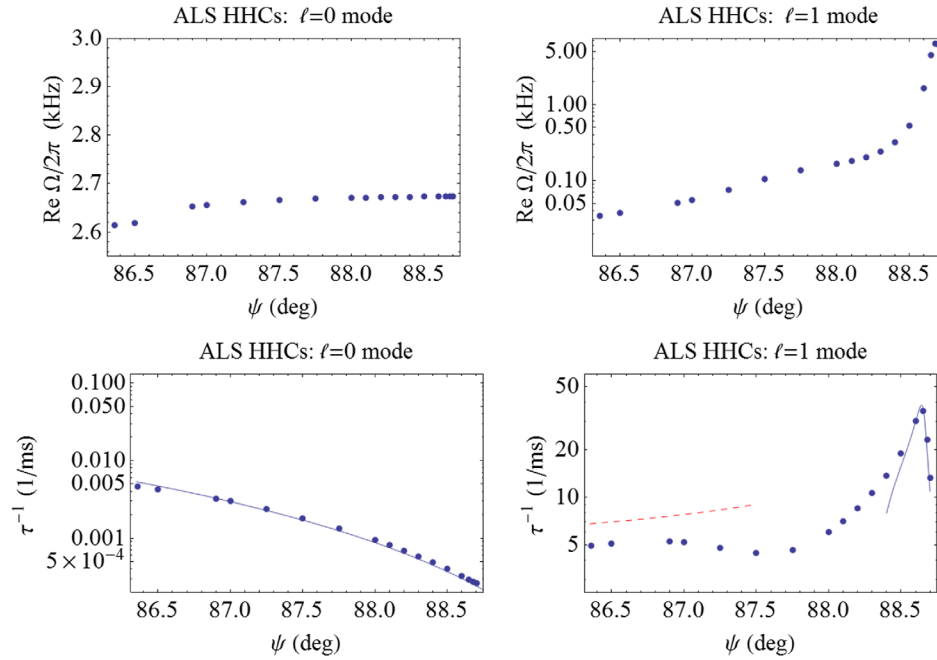 ALS HHCs: ℓ=0 mode
Re Ω/2π (kHz)
3.0
2.9
2.8
2.7
2.6
86.5 87.0 87.5 88.0 88.5
ψ (deg)
ALS HHCs: ℓ=1 mode
Re Ω/2π (kHz)
5.00
1.00
0.50
0.10
0.05
86.5 87.0 87.5 88.0 88.5
ψ (deg)
ALS HHCs: ℓ=0 mode
τ⁻¹ (1/ms)
0.100
0.050
0.010
0.005
0.001
5 × 10⁻⁴
86.5 87.0 87.5 88.0 88.5
ψ (deg)
ALS HHCs: ℓ=1 mode
τ⁻¹ (1/ms)
50
20
10
5
86.5 87.0 87.5 88.0 88.5
ψ (deg)